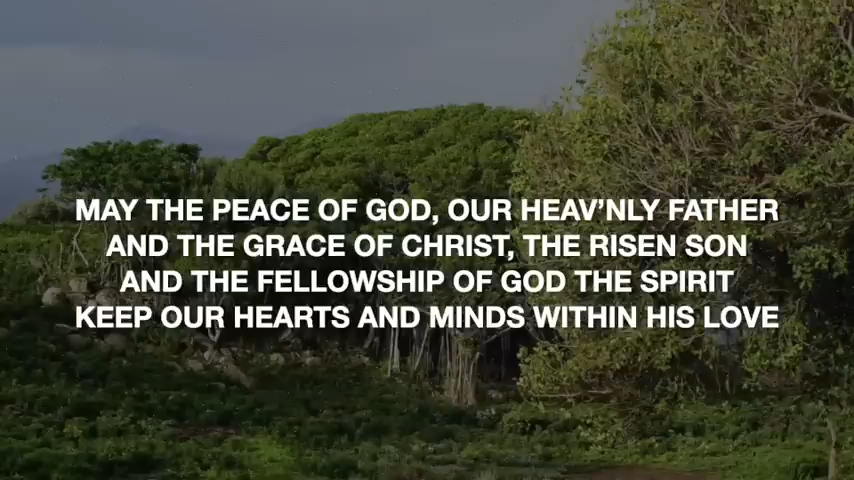 MAY THE PEACE OF GOD, OUR HEAV’NLY FATHER
AND THE GRACE OF CHRIST, THE RISEN SON
AND THE FELLOWSHIP OF GOD THE SPIRIT
KEEP OUR HEARTS AND MINDS WITHIN HIS LOVE